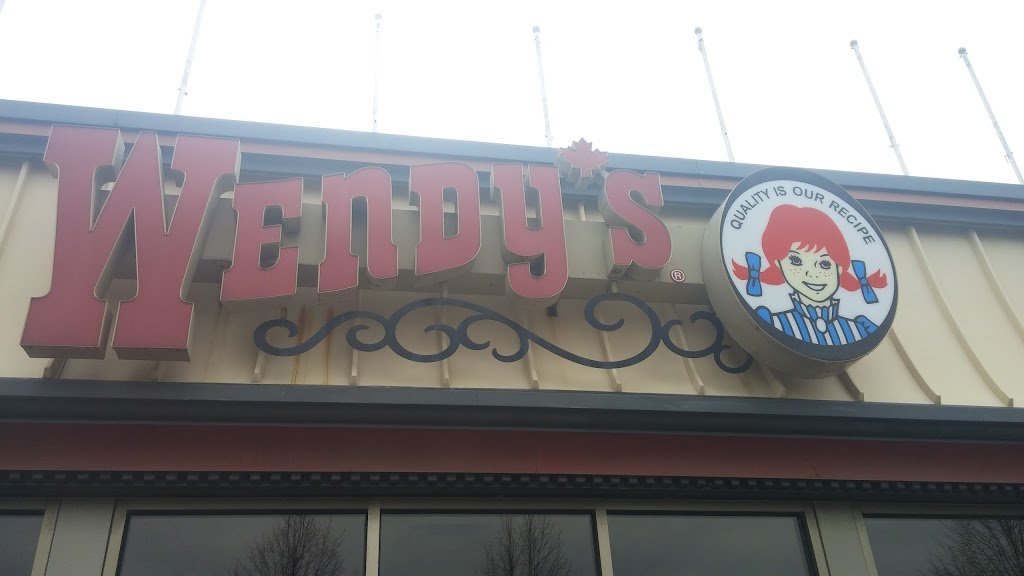 Wendy's ®
QUALITY IS OUR RECIPE